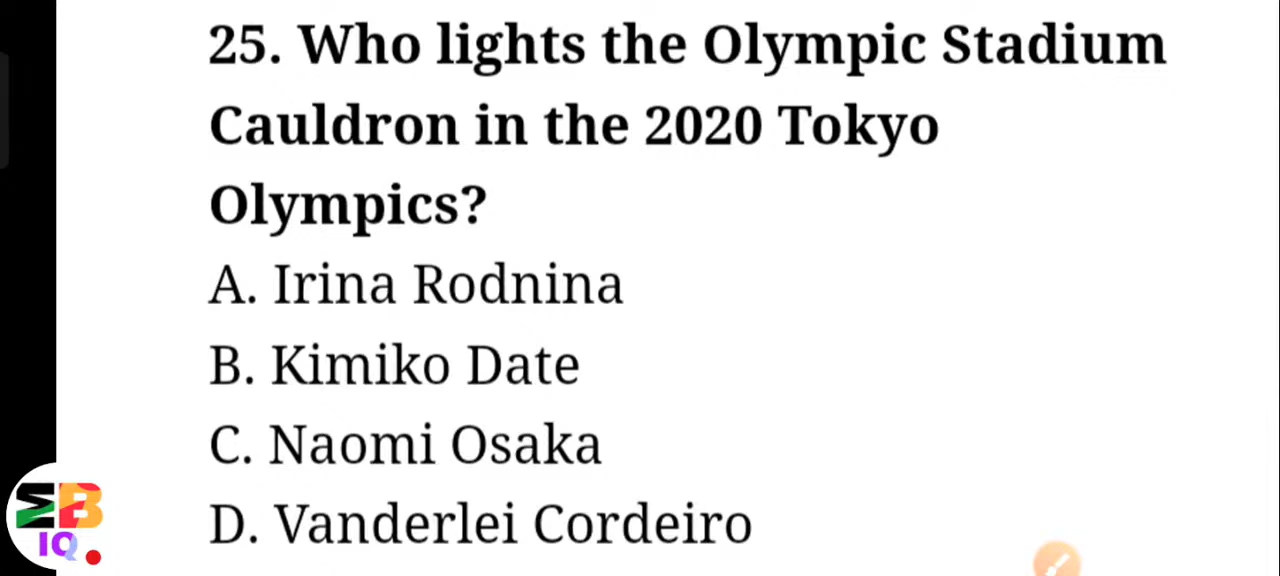 25. Who lights the Olympic Stadium
Cauldron in the 2020 Tokyo
Olympics?
A. Irina Rodnina
B. Kimiko Date
C. Naomi Osaka
D. Vanderlei Cordeiro
IQ